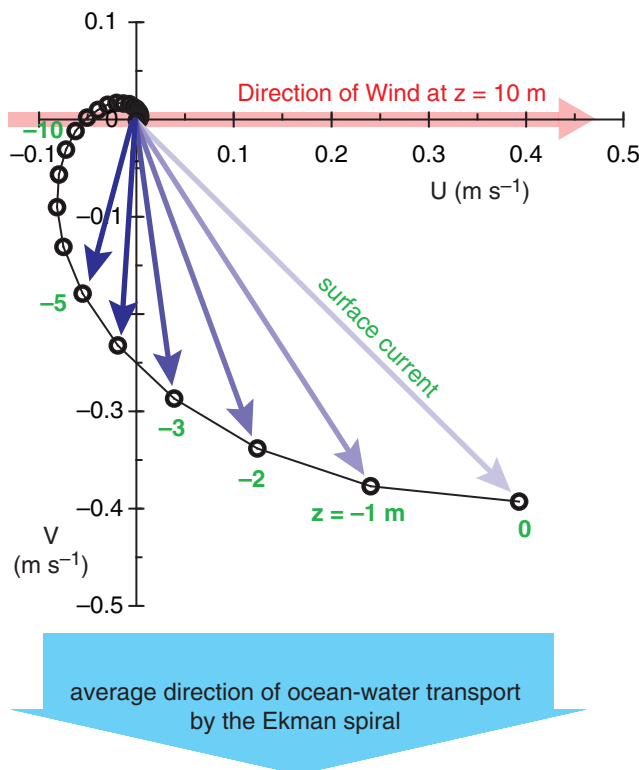 0.1
Direction of Wind at z = 10 m
0
–10
–0.1
0.1
0.2
0.3
0.4
0.5
U (m s–1)
–0.1
surface current
–5
–0.3
–3
–2
–0.4
z = –1 m
0
V
(m s–1)
–0.5
average direction of ocean-water transport
by the Ekman spiral